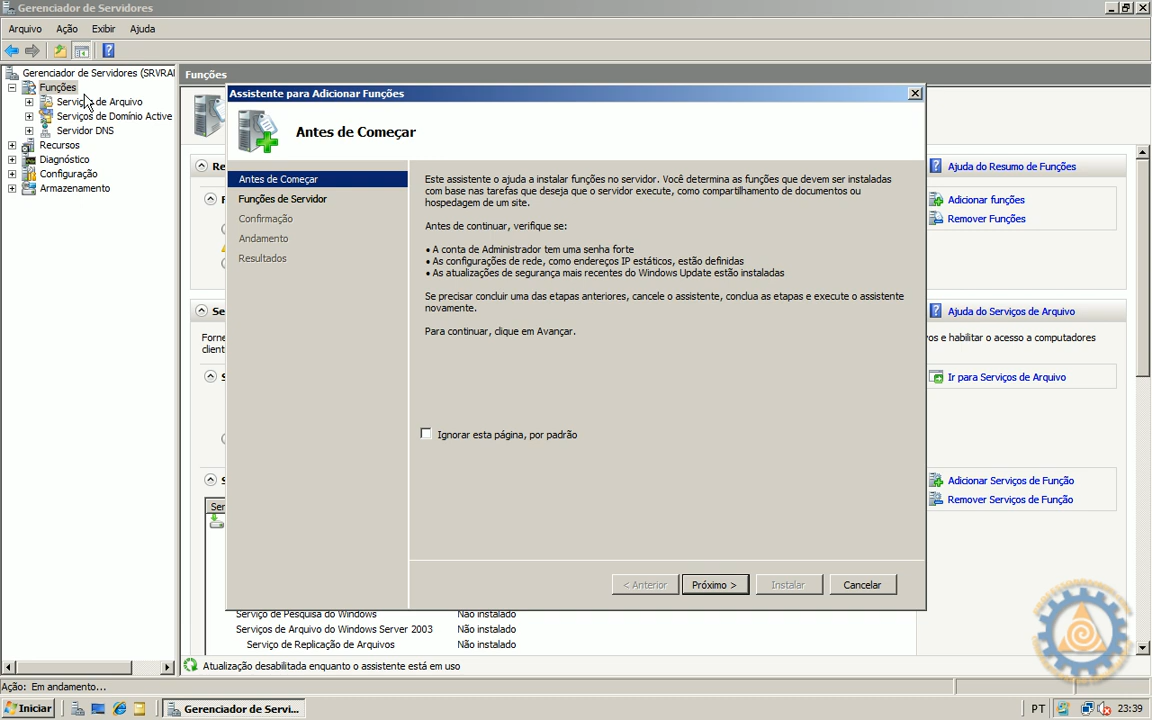 Gerenciador de Servidores
Arquivo Ação Exibir Ajuda
Gerenciador de Servidores (SRVRAI
Funções
Serviços de Arquivo
Serviços de Domínio Active
Servidor DNS
Recursos
Diagnóstico
Configuração
Armazenamento
Funções
Assistente para Adicionar Funções
Antes de Começar
Antes de Começar
Funções de Servidor
Confirmação
Andamento
Resultados
Este assistente o ajuda a instalar funções no servidor. Você determina as funções que devem ser instaladas
com base nas tarefas que deseja que o servidor execute, como compartilhamento de documentos ou
hospedagem de um site.
Antes de continuar, verifique se:
• A conta de Administrador tem uma senha forte
• As configurações de rede, como endereços IP estáticos, estão definidas
• As atualizações de segurança mais recentes do Windows Update estão instaladas
Se precisar concluir uma das etapas anteriores, cancele o assistente, conclua as etapas e execute o assistente
novamente.
Para continuar, clique em Avançar.
Ignorar esta página, por padrão
< Anterior Próximo > Instalar Cancelar
Re
Se
Forne
client
Ser
Ajuda do Resumo de Funções
Adicionar funções
Remover Funções
Ajuda do Serviços de Arquivo
os e habilitar o acesso a computadores
Ir para Serviços de Arquivo
Adicionar Serviços de Função
Remover Serviços de Função
Serviço de Pesquisa do Windows Não instalado
Serviços de Arquivo do Windows Server 2003 Não instalado
Serviço de Replicação de Arquivos Não instalado
Atualização desabilitada enquanto o assistente está em uso
Ação: Em andamento...
Iniciar Gerenciador de Servi... PT 23:39